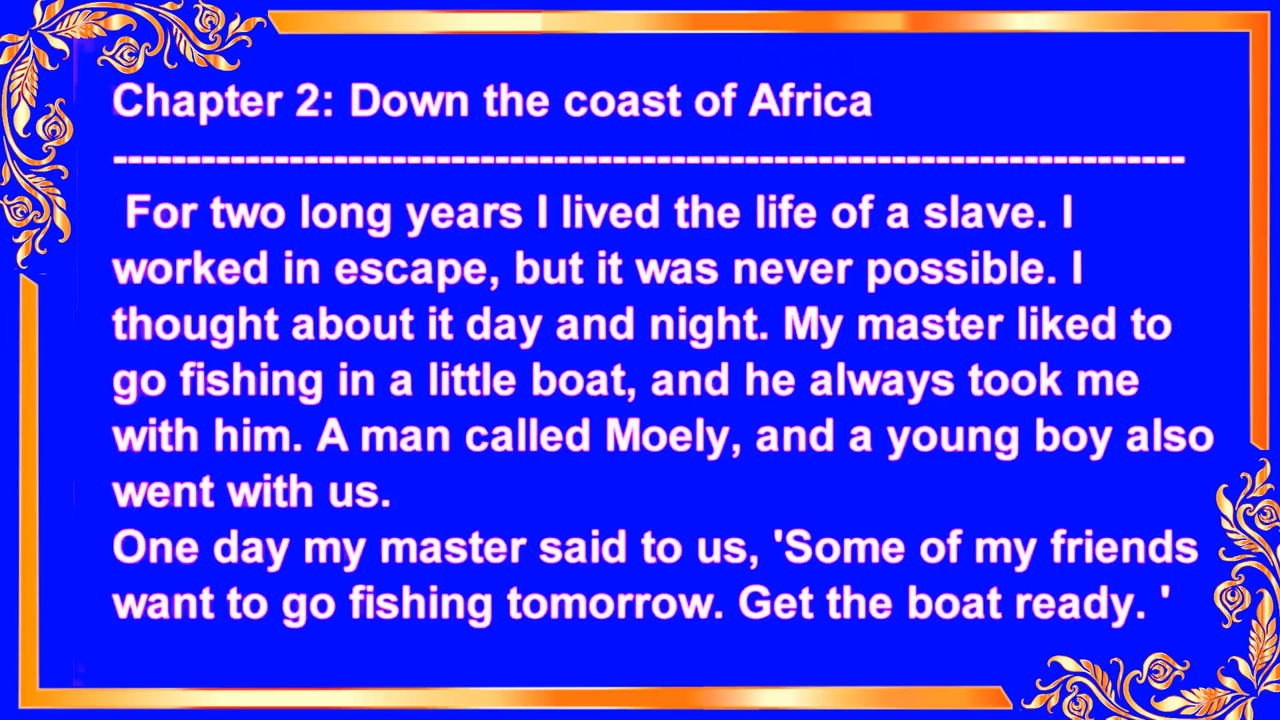 Chapter 2: Down the coast of Africa
--------------------------------------------------------------------------
For two long years I lived the life of a slave. I
worked in escape, but it was never possible. I
thought about it day and night. My master liked to
go fishing in a little boat, and he always took me
with him. A man called Moely, and a young boy also
went with us.
One day my master said to us, 'Some of my friends
want to go fishing tomorrow. Get the boat ready. '